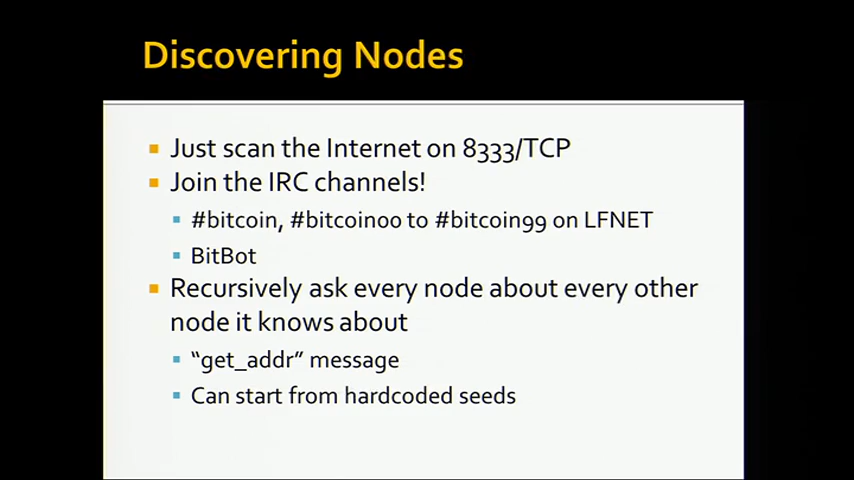 Discovering Nodes
Just scan the Internet on 8333/TCP
Join the IRC channels!
#bitcoin, #bitcoin00 to #bitcoin99 on LFNET
BitBot
Recursively ask every node about every other
node it knows about
“get_addr” message
Can start from hardcoded seeds